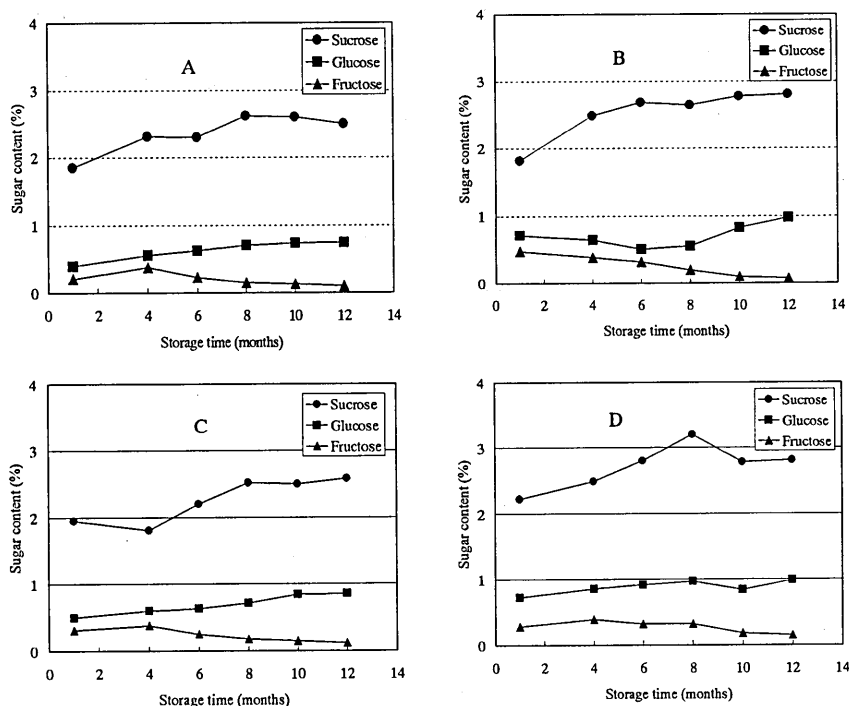 A
Sucrose
Glucose
Fructose
Sugar content (%)
4
3
2
1
0
0 2 4 6 8 10 12 14
Storage time (months)
B
Sucrose
Glucose
Fructose
Sugar content (%)
4
3
2
1
0
0 2 4 6 8 10 12 14
Storage time (months)
C
Sucrose
Glucose
Fructose
Sugar content (%)
4
3
2
1
0
0 2 4 6 8 10 12 14
Storage time (months)
D
Sucrose
Glucose
Fructose
Sugar content (%)
4
3
2
1
0
0 2 4 6 8 10 12 14
Storage time (months)